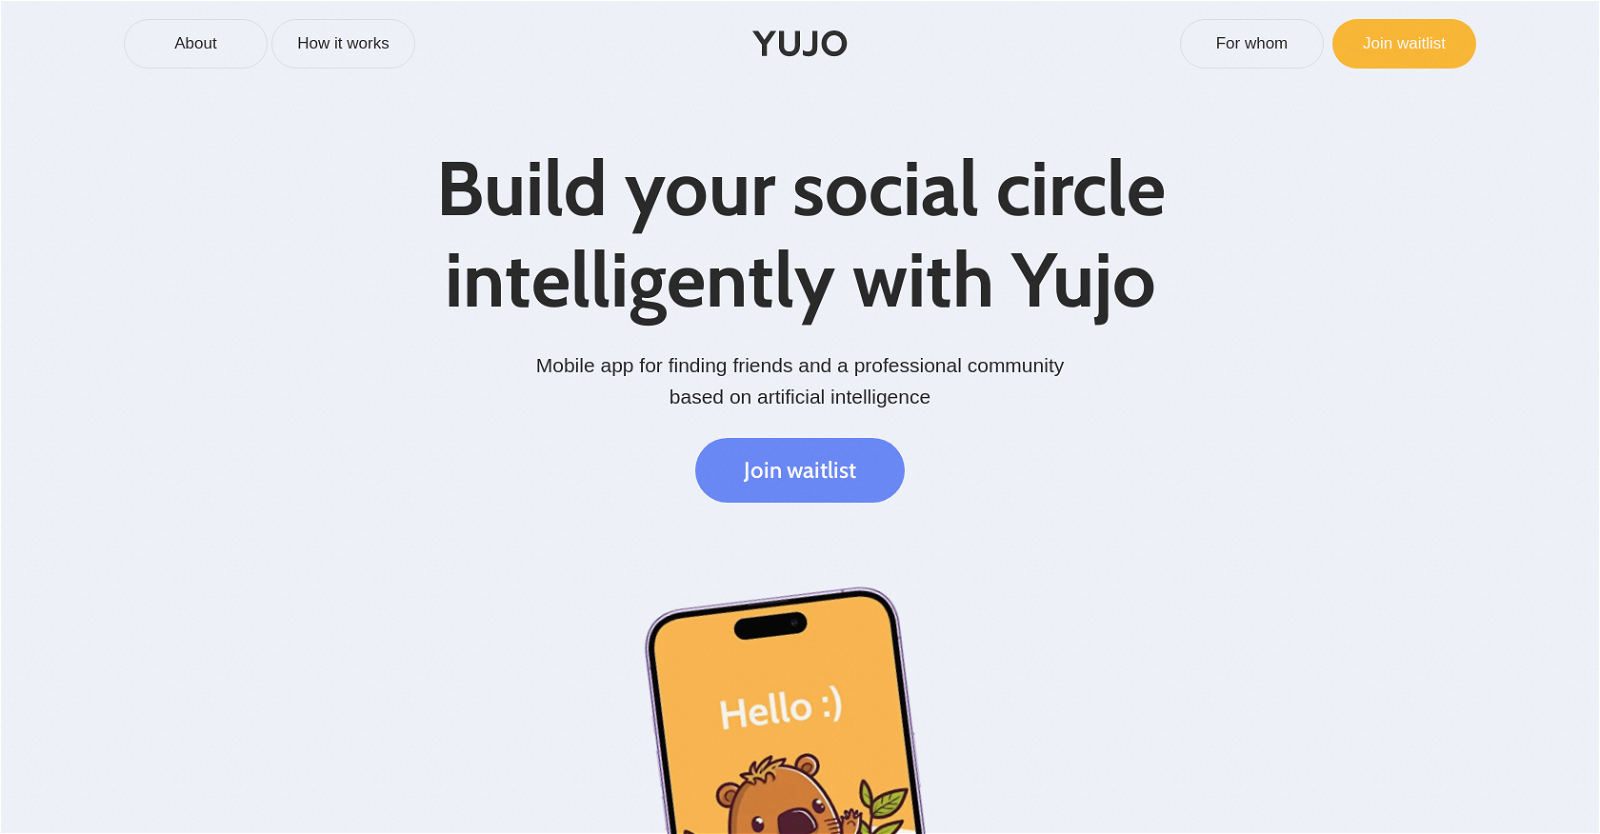 About
How it works
YUJO
For whom
Join waitlist
Build your social circle
intelligently with Yujo
Mobile app for finding friends and a professional community
based on artificial intelligence
Join waitlist
Hello :)